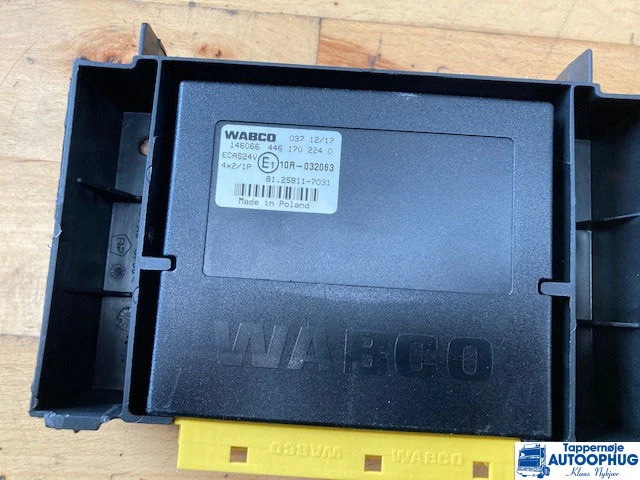 WABCO 037 12/17
146066 446 170 224 0
ECAS24V E1 10R-032063
4x2/1P
81.25811-7031
Made in Poland
WABCO
WABCO WABCO
Tappernøje
AUTOOPHUG
Klaus Nykjær